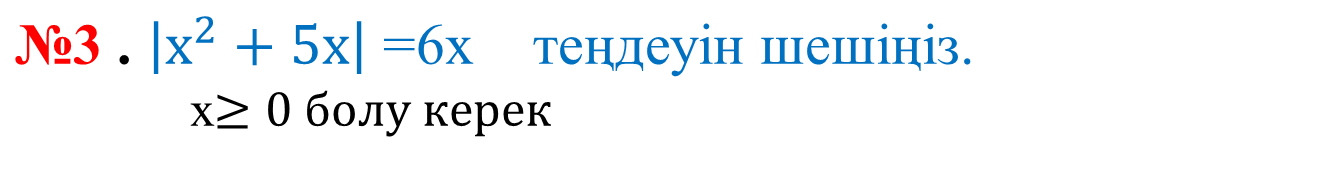 №3 . |x² + 5x| =6x теңдеуін шешіңіз.
x≥ 0 болу керек